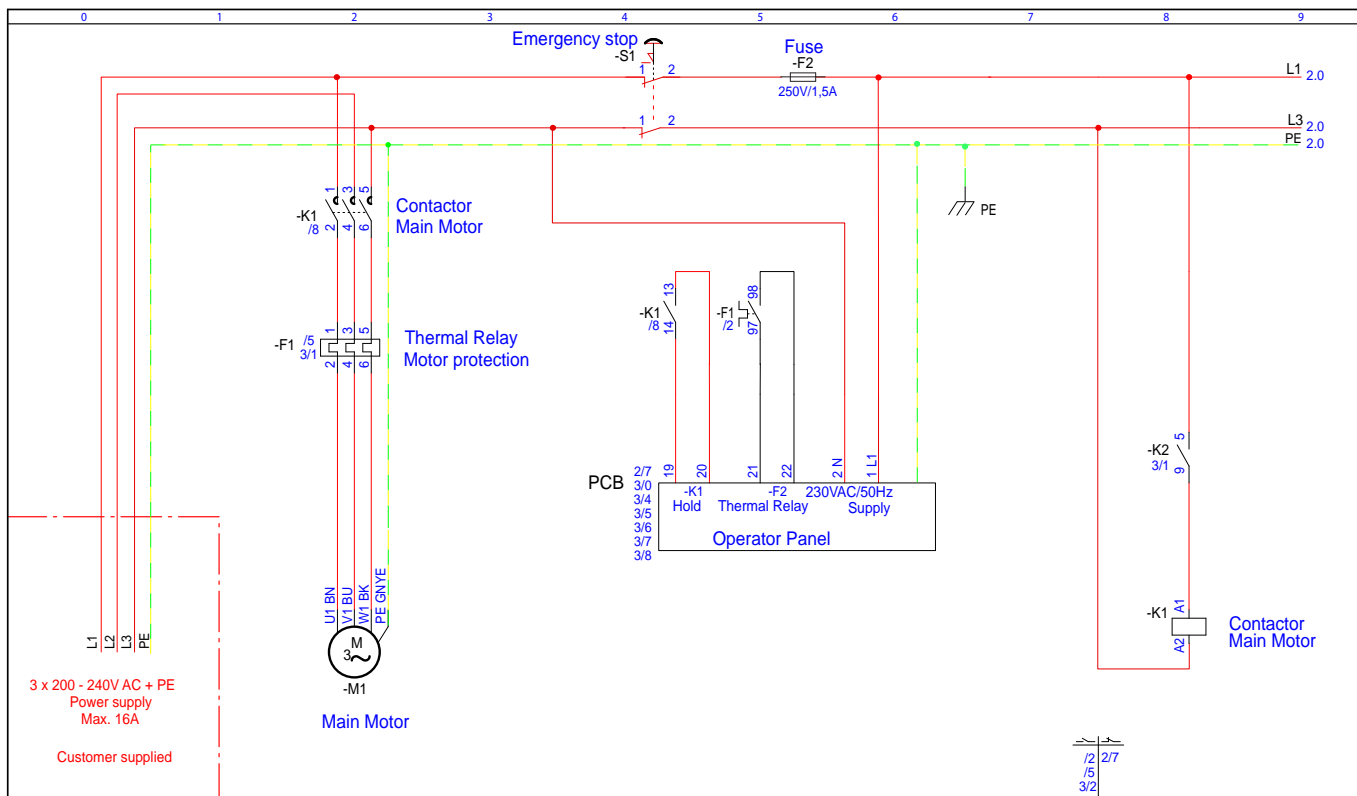 0 1 2 3 4 5 6 7 8 9
Emergency stop
-S1
1 2
Fuse
-F2
250V/1,5A
L1 2.0
1 2
L3 2.0
PE 2.0
1 3 5
-K1
/8
2 4 6
Contactor
Main Motor
PE
13
-K1
/8
14
98
-F1
/2
97
1 3 5
-F1
/5
3/1
2 4 6
Thermal Relay
Motor protection
5
-K2
3/1
9
PCB
2/7
3/0
3/4
3/5
3/6
3/7
3/8
19 20 21 22 2 N 1 L1
-K1
Hold
-F2
Thermal Relay
230VAC/50Hz
Supply
Operator Panel
U1 BN
V1 BU
W1 BK
PE GNYE
M
3
-M1
Main Motor
L1
L2
L3
PE
3 x 200 - 240V AC + PE
Power supply
Max. 16A
Customer supplied
A1
-K1
A2
Contactor
Main Motor
/2 2/7
/5
3/2